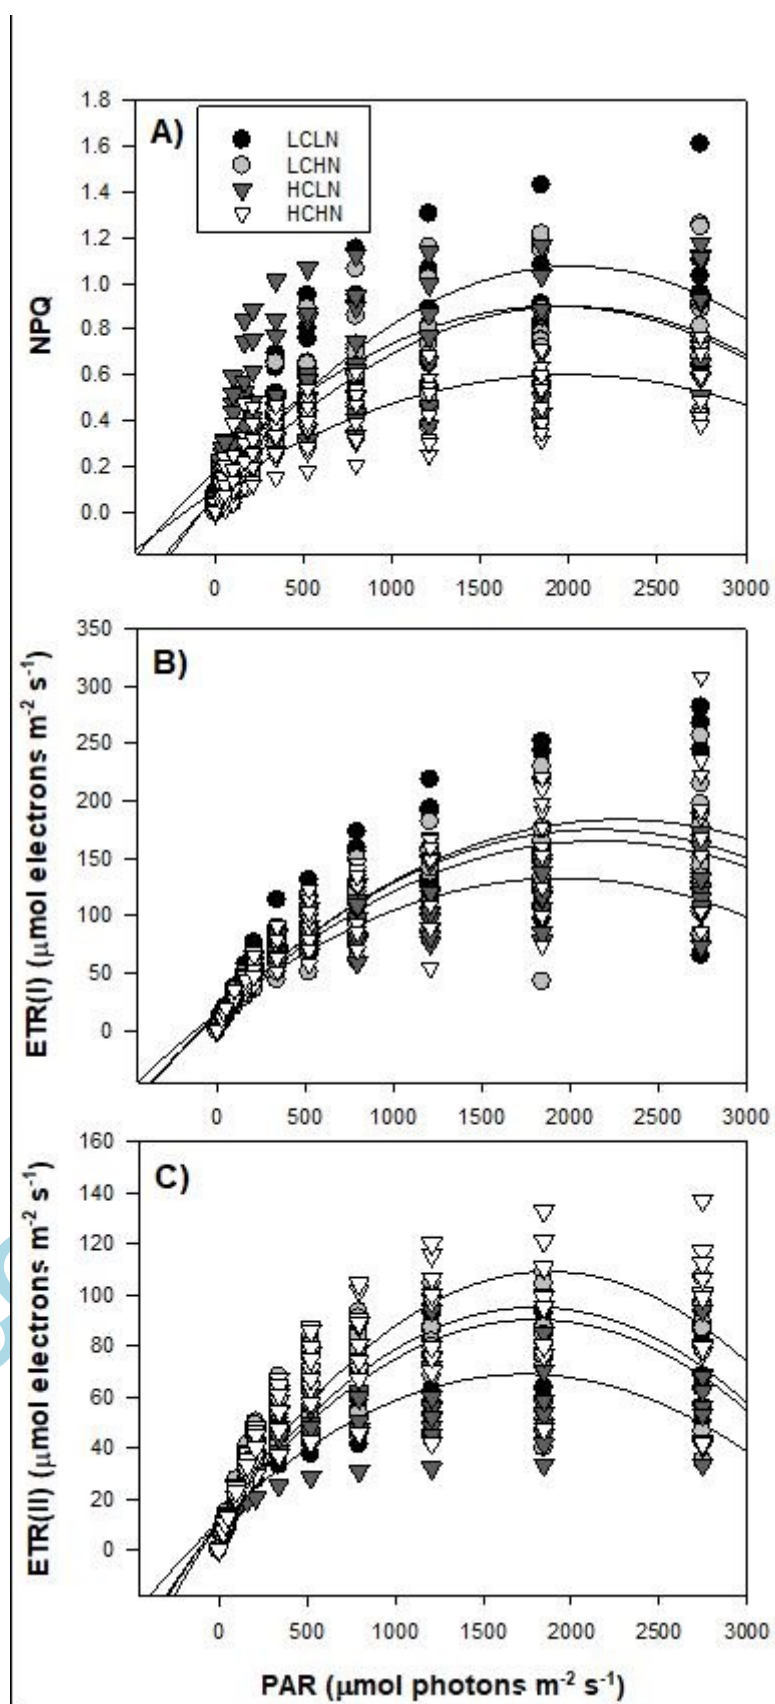 A)
LCLN
LCHN
HCLN
HCHN
NPQ
1.8
1.6
1.4
1.2
1.0
0.8
0.6
0.4
0.2
0.0
0 500 1000 1500 2000 2500 3000
B)
ETR(I) (μmol electrons m-2 s-1)
350
300
250
200
150
100
50
0
0 500 1000 1500 2000 2500 3000
C)
ETR(II) (μmol electrons m-2 s-1)
160
140
120
100
80
60
40
20
0
0 500 1000 1500 2000 2500 3000
PAR (μmol photons m-2 s-1)